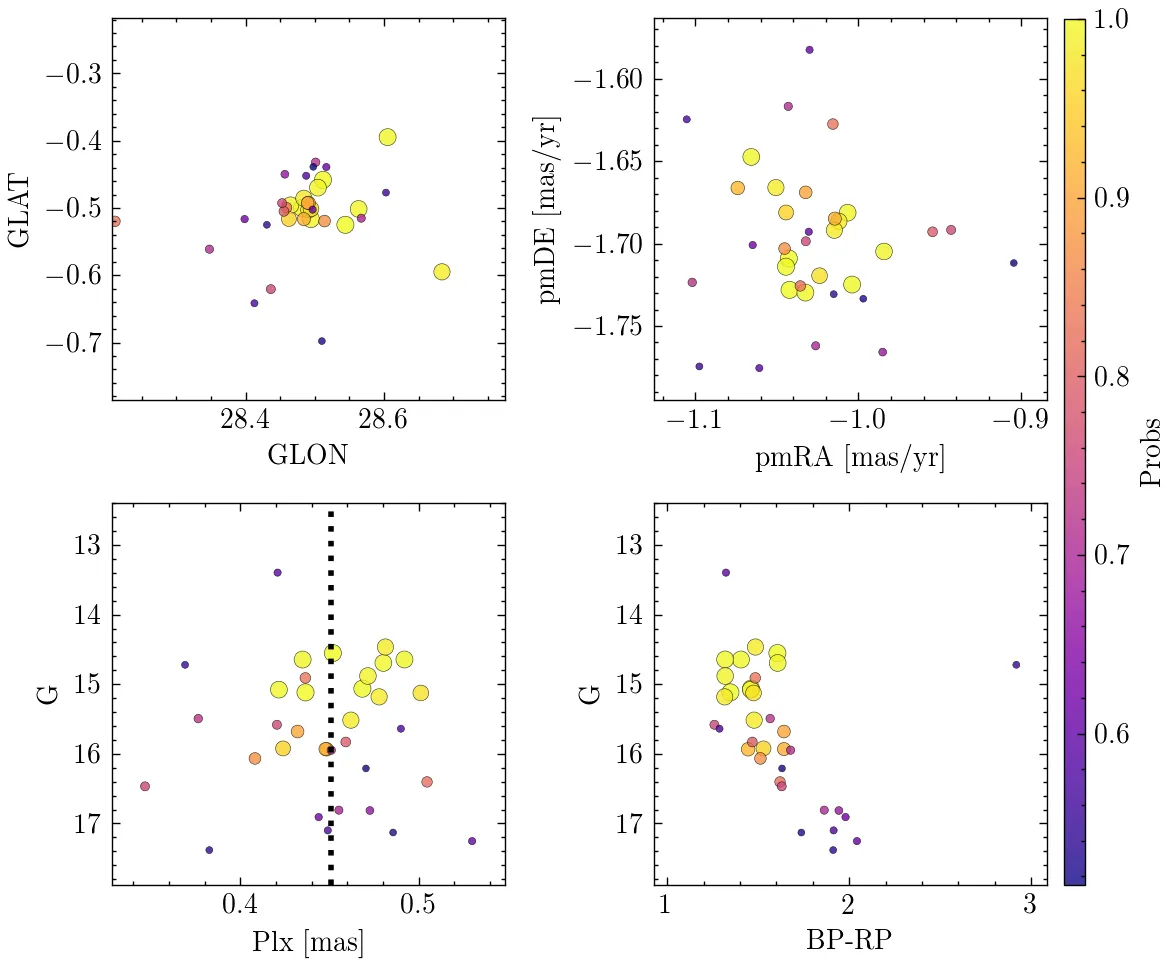 −0.3
−0.4
−0.5
−0.6
−0.7
GLAT
28.4 28.6
GLON
−1.60
−1.65
−1.70
−1.75
pmDE [mas/yr]
−1.1 −1.0 −0.9
pmRA [mas/yr]
1.0
0.9
0.8
0.7
0.6
Probs
13
14
15
16
17
G
0.4 0.5
Plx [mas]
13
14
15
16
17
G
1 2 3
BP-RP